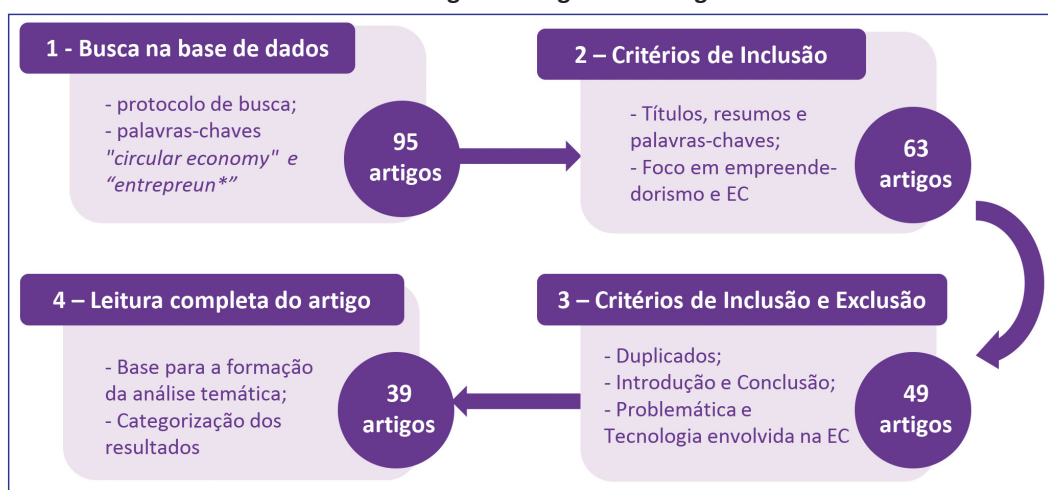 1 - Busca na base de dados
- protocolo de busca;
- palavras-chaves
"circular economy" e
“entrepreun*”
95
artigos
2 – Critérios de Inclusão
- Títulos, resumos e
palavras-chaves;
- Foco em empreende-
dorismo e EC
63
artigos
3 – Critérios de Inclusão e Exclusão
- Duplicados;
- Introdução e Conclusão;
- Problemática e
Tecnologia envolvida na EC
49
artigos
4 – Leitura completa do artigo
- Base para a formação
da análise temática;
- Categorização dos
resultados
39
artigos